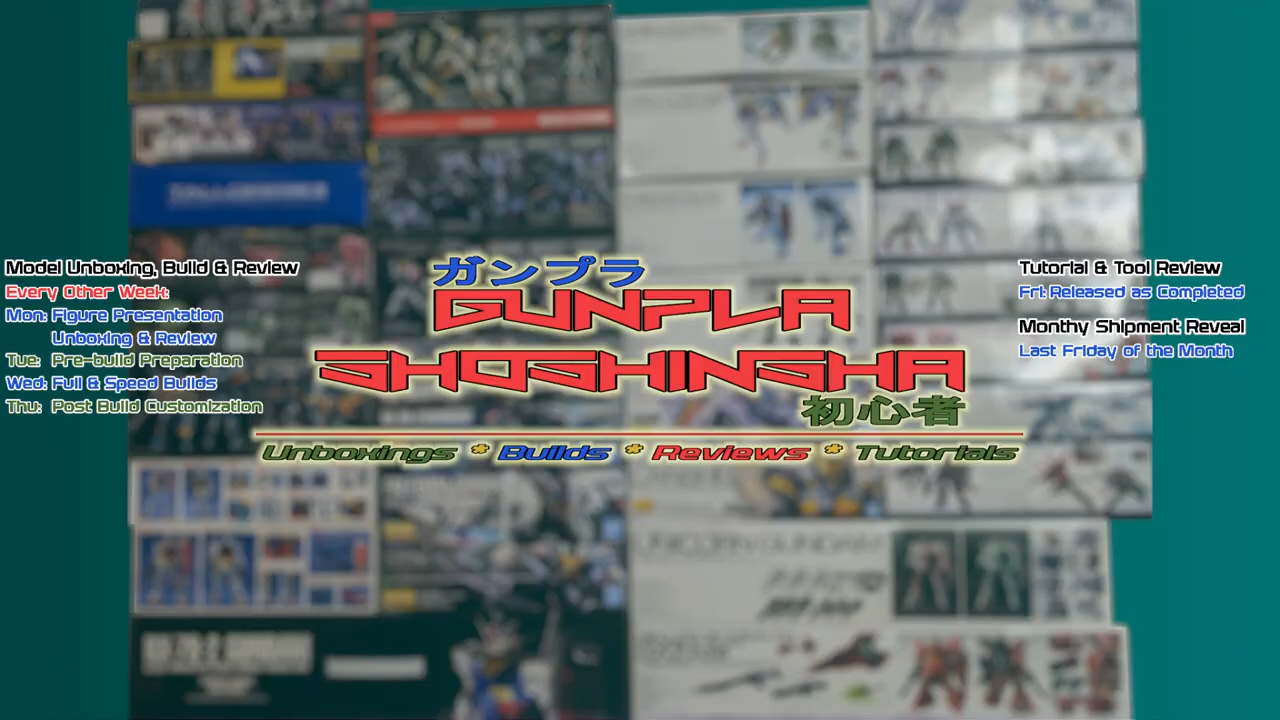 Model Unboxing, Build & Review
Every Other Week:
Mon: Figure Presentation
Unboxing & Review
Tue: Pre-build Preparation
Wed: Full & Speed Builds
Thu: Post Build Customization
ガンプラ
GUNPLA
SHOSHINSHA
初心者
Unboxings * Builds * Reviews * Tutorials
Tutorial & Tool Review
Fri: Released as Completed
Monthy Shipment Reveal
Last Friday of the Month
UNICORN GUNDAM